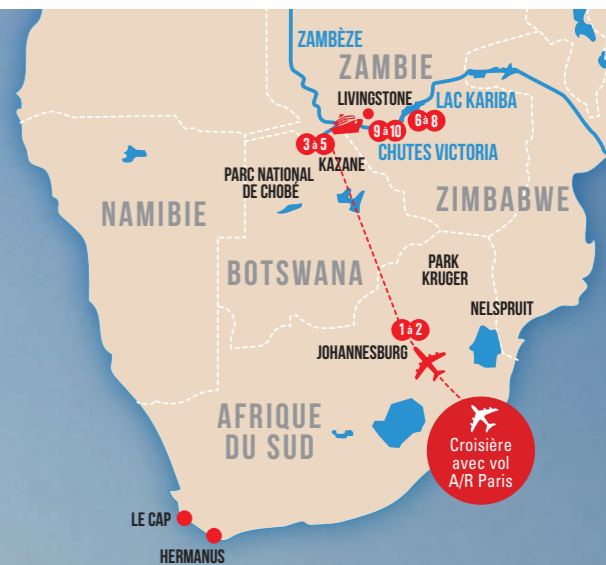 ZAMBÈZE
ZAMBIE
LIVINGSTONE
LAC KARIBA
6 à 8
9 à 10
3 à 5
KAZANE
CHUTES VICTORIA
PARC NATIONAL
DE CHOBÉ
NAMIBIE
ZIMBABWE
BOTSWANA
PARK
KRUGER
NELSPRUIT
1 à 2
JOHANNESBURG
AFRIQUE
DU SUD
Croisière
avec vol
A/R Paris
LE CAP
HERMANUS